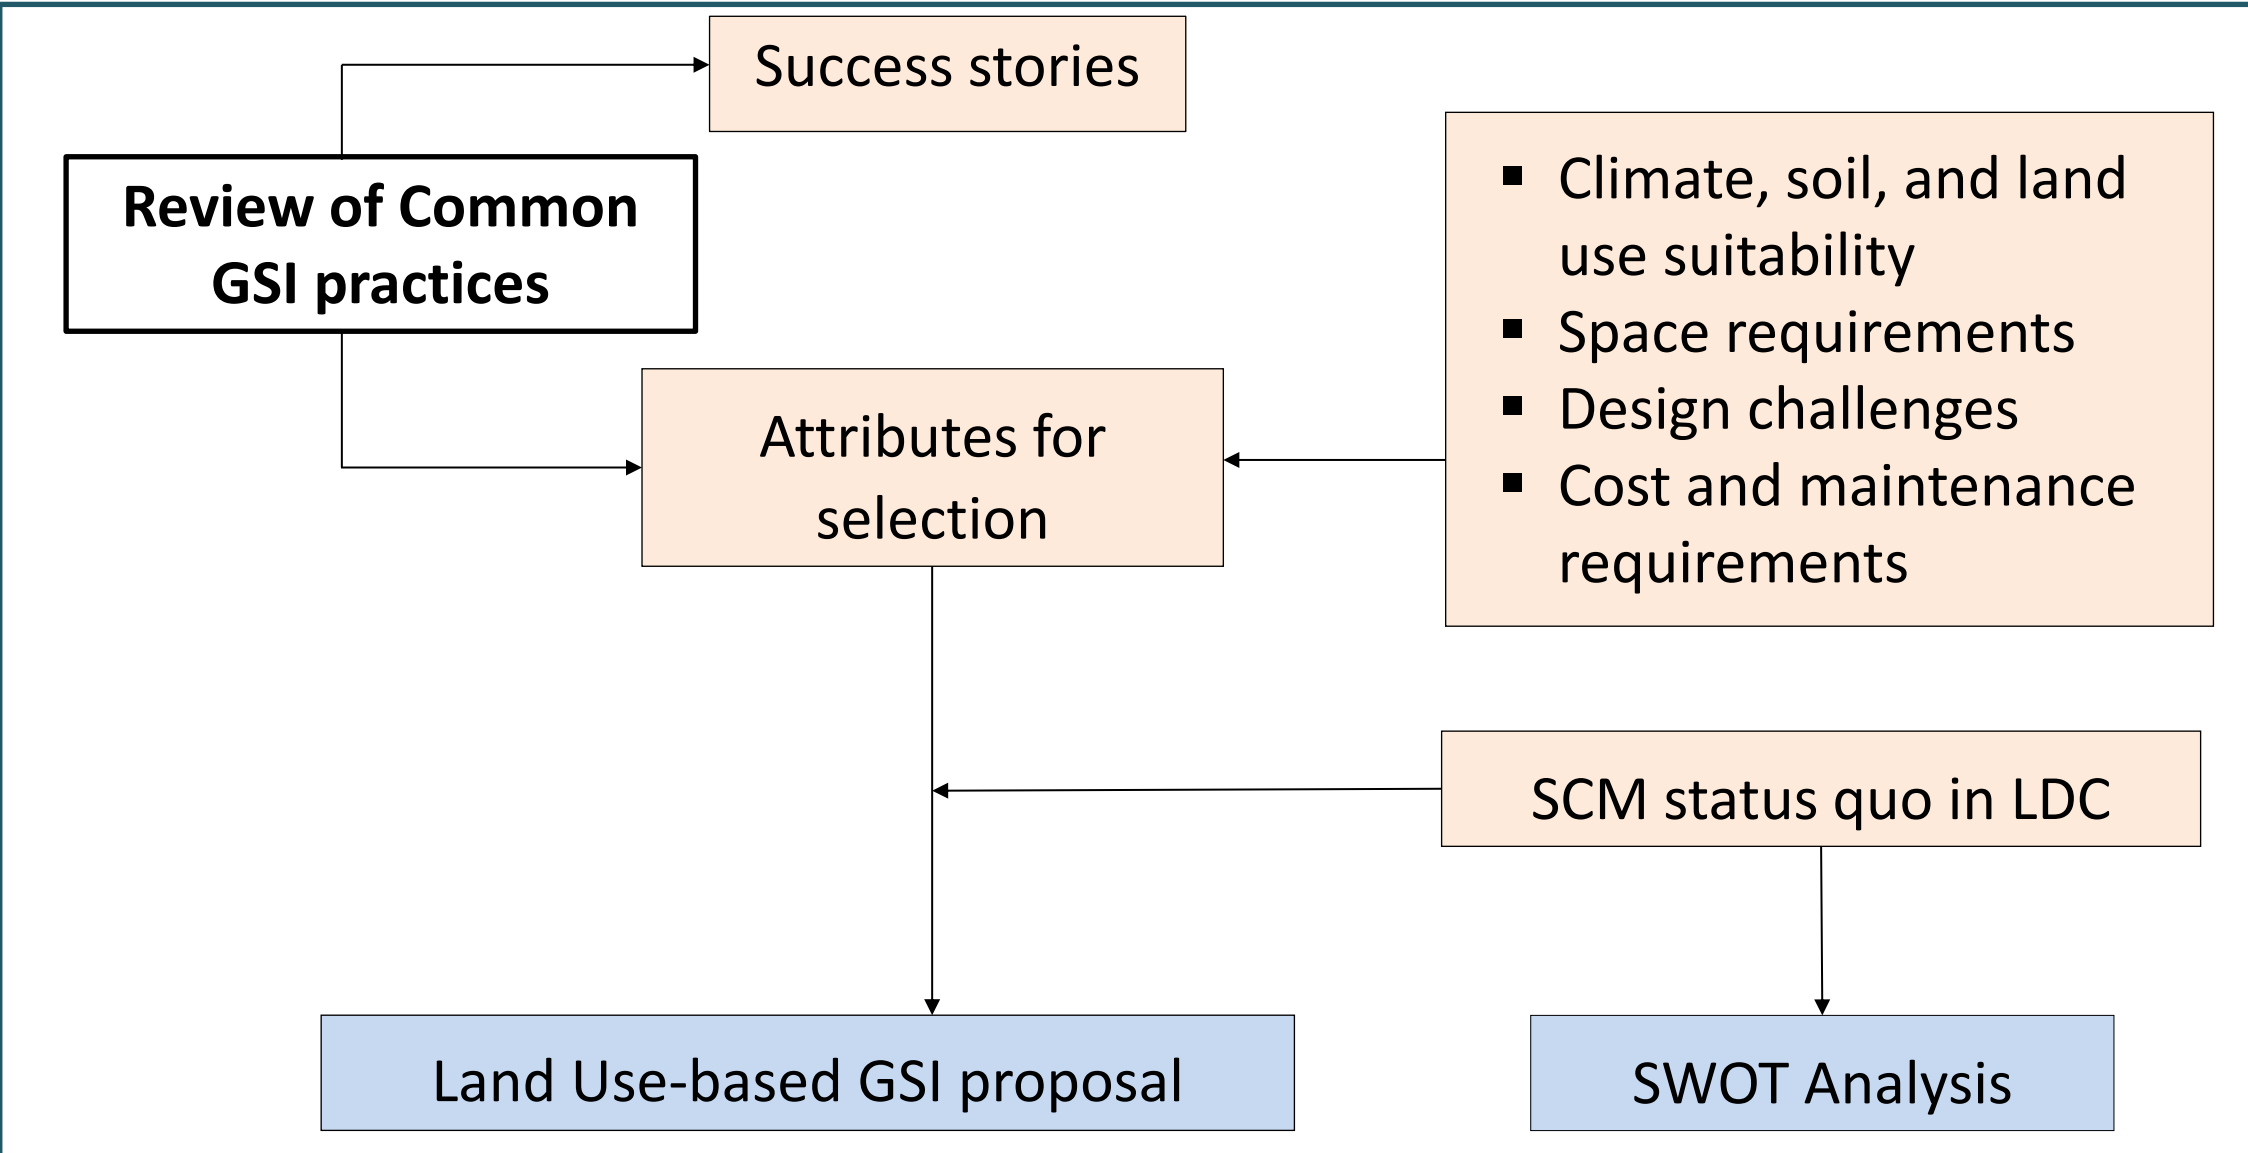 Success stories
Review of Common
GSI practices
▪ Climate, soil, and land
use suitability
▪ Space requirements
▪ Design challenges
▪ Cost and maintenance
requirements
Attributes for
selection
SCM status quo in LDC
Land Use-based GSI proposal
SWOT Analysis